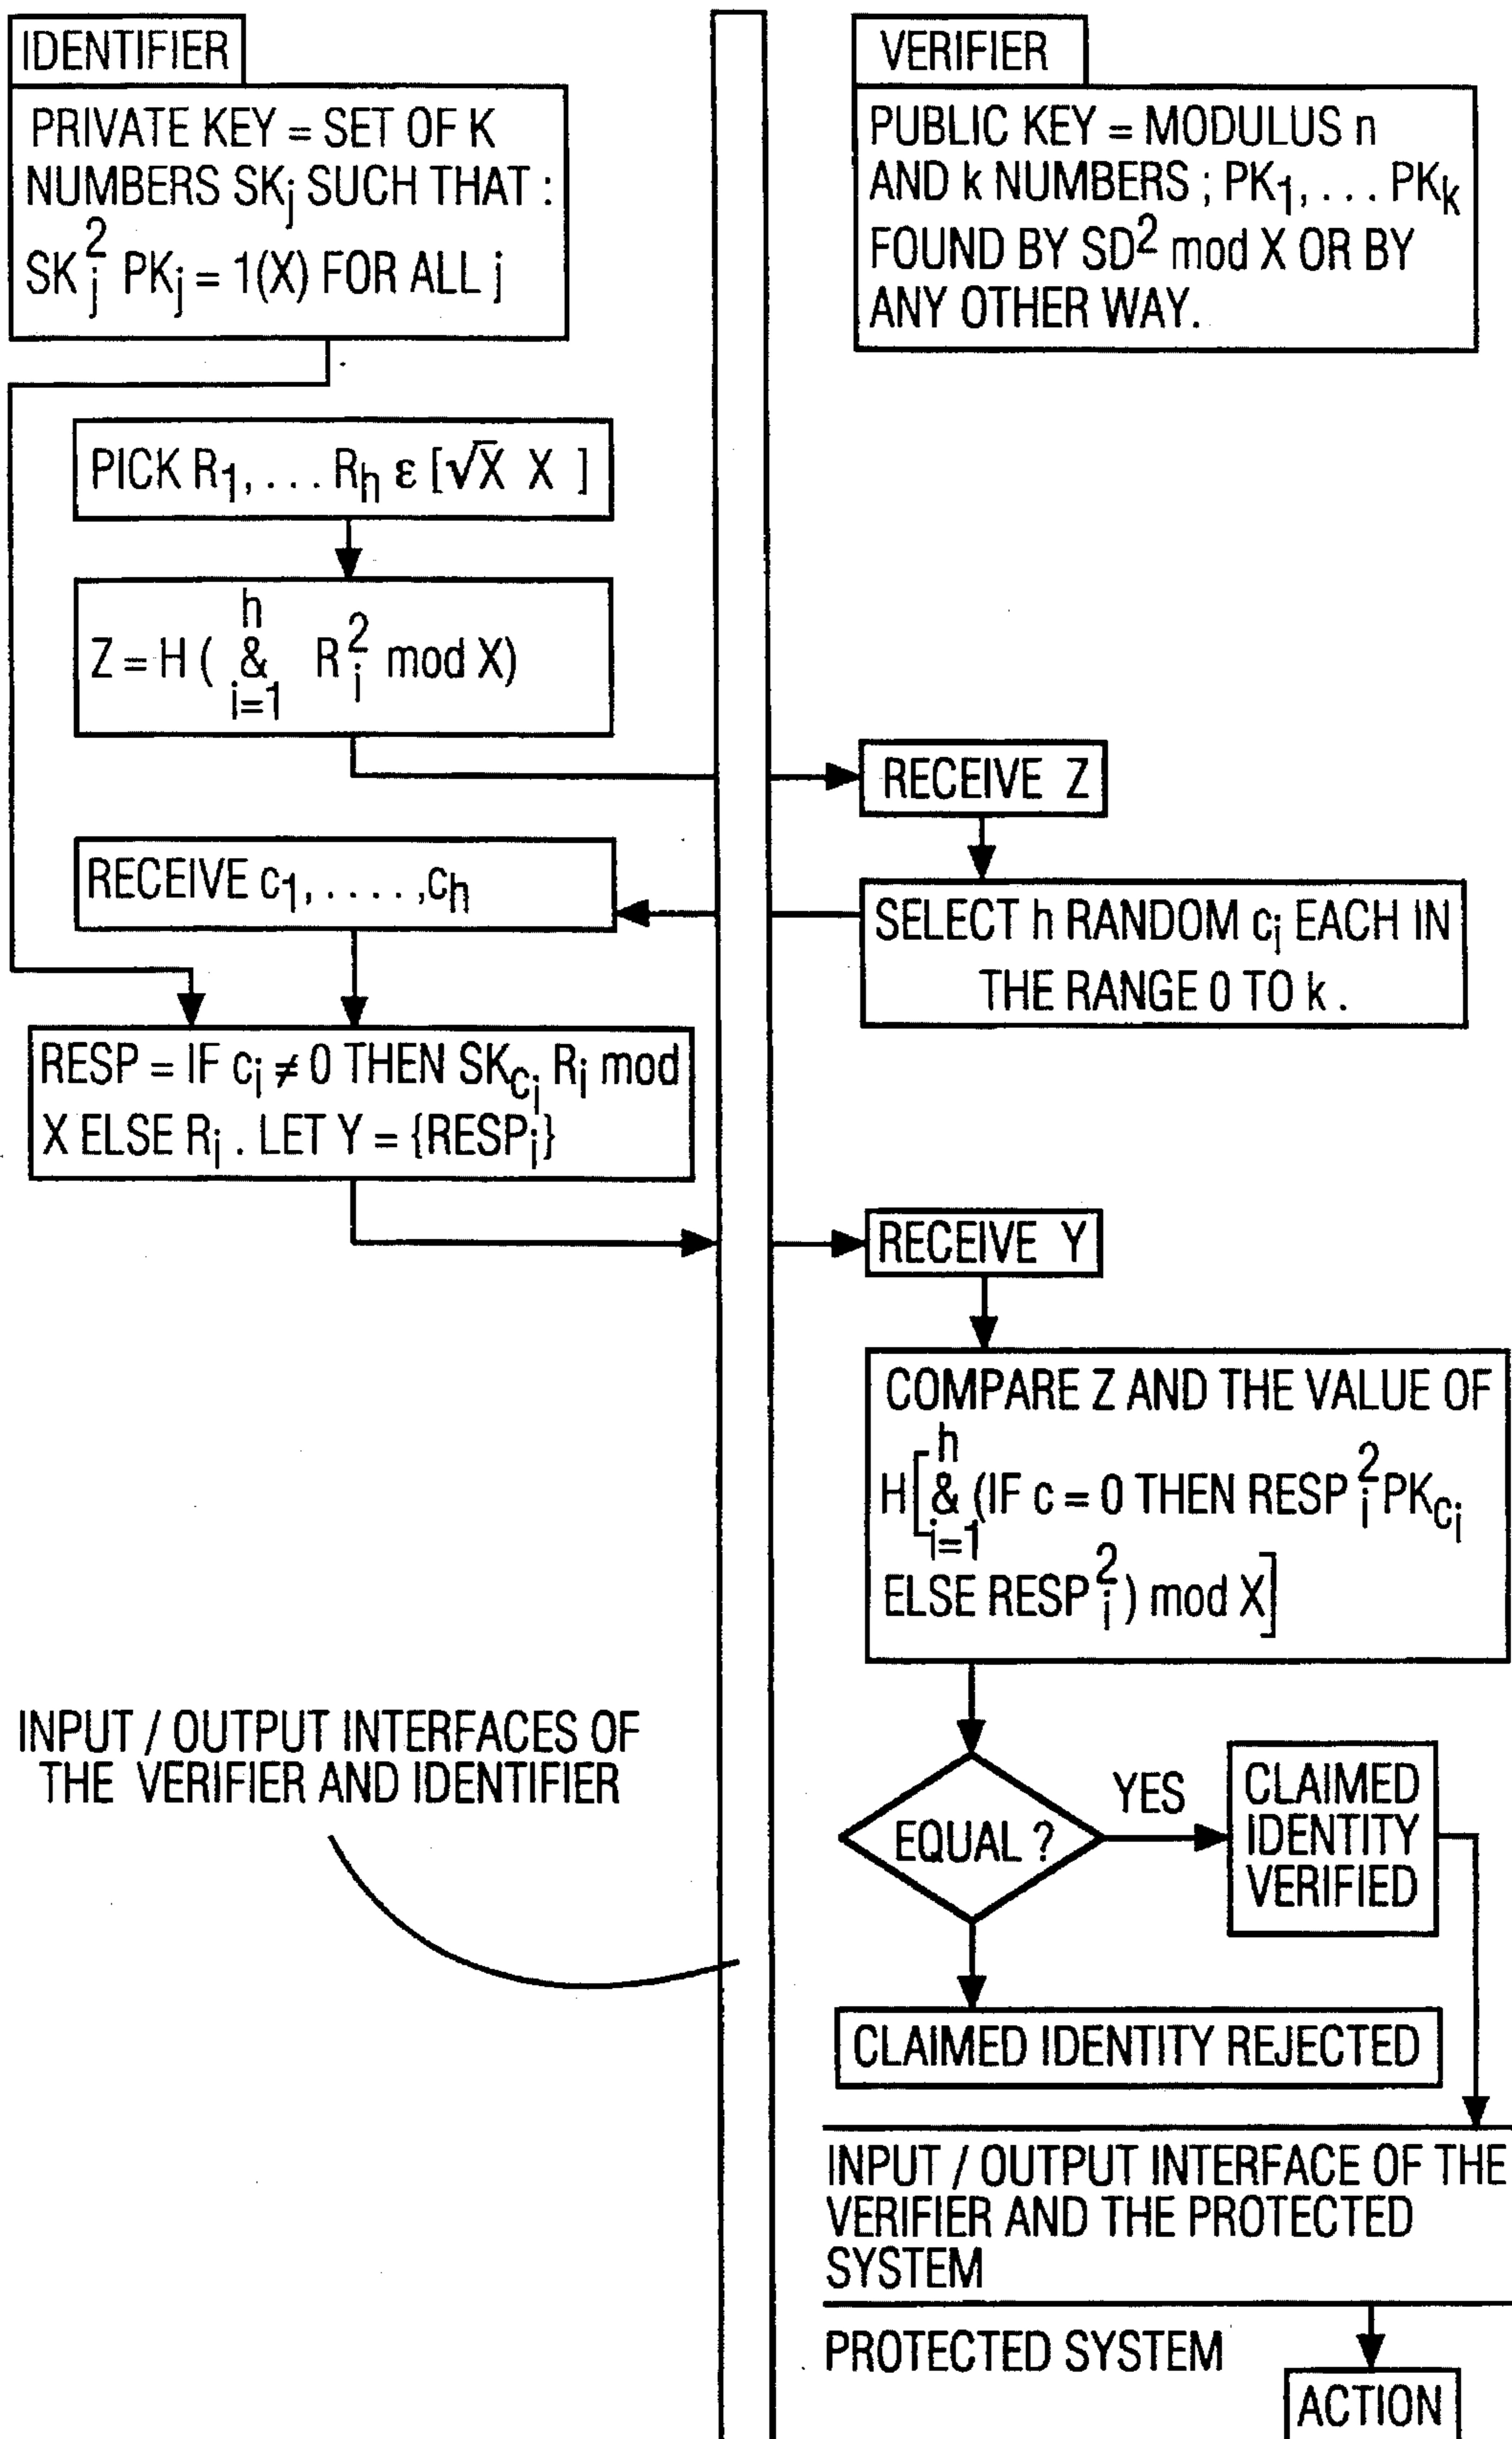 IDENTIFIER
PRIVATE KEY = SET OF K
NUMBERS SKj SUCH THAT :
SKj² PKj = 1(X) FOR ALL j
VERIFIER
PUBLIC KEY = MODULUS n
AND k NUMBERS ; PK1, . . . PKk
FOUND BY SD² mod X OR BY
ANY OTHER WAY.
PICK R1, . . . Rh ε [√X X ]
Z = H ( h & i=1 Ri² mod X)
RECEIVE Z
SELECT h RANDOM ci EACH IN
THE RANGE 0 TO k .
RECEIVE c1, . . . . . ,ch
RESP = IF ci ≠ 0 THEN SKci Ri mod
X ELSE Ri . LET Y = {RESPi}
RECEIVE Y
COMPARE Z AND THE VALUE OF
H[ h & i=1 (IF c = 0 THEN RESPi² PKci
ELSE RESPi² ) mod X]
EQUAL ?
YES
CLAIMED
IDENTITY
VERIFIED
CLAIMED IDENTITY REJECTED
INPUT / OUTPUT INTERFACES OF
THE VERIFIER AND IDENTIFIER
INPUT / OUTPUT INTERFACE OF THE
VERIFIER AND THE PROTECTED
SYSTEM
PROTECTED SYSTEM
ACTION